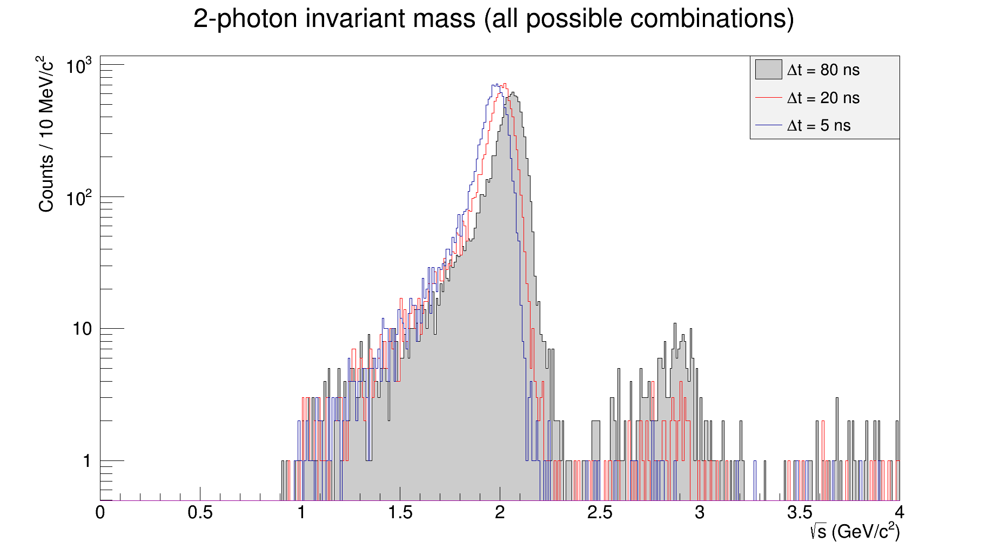 2-photon invariant mass (all possible combinations)
Counts / 10 MeV/c²
10³
10²
10
1
Δt = 80 ns
Δt = 20 ns
Δt = 5 ns
0 0.5 1 1.5 2 2.5 3 3.5 4
√s (GeV/c²)